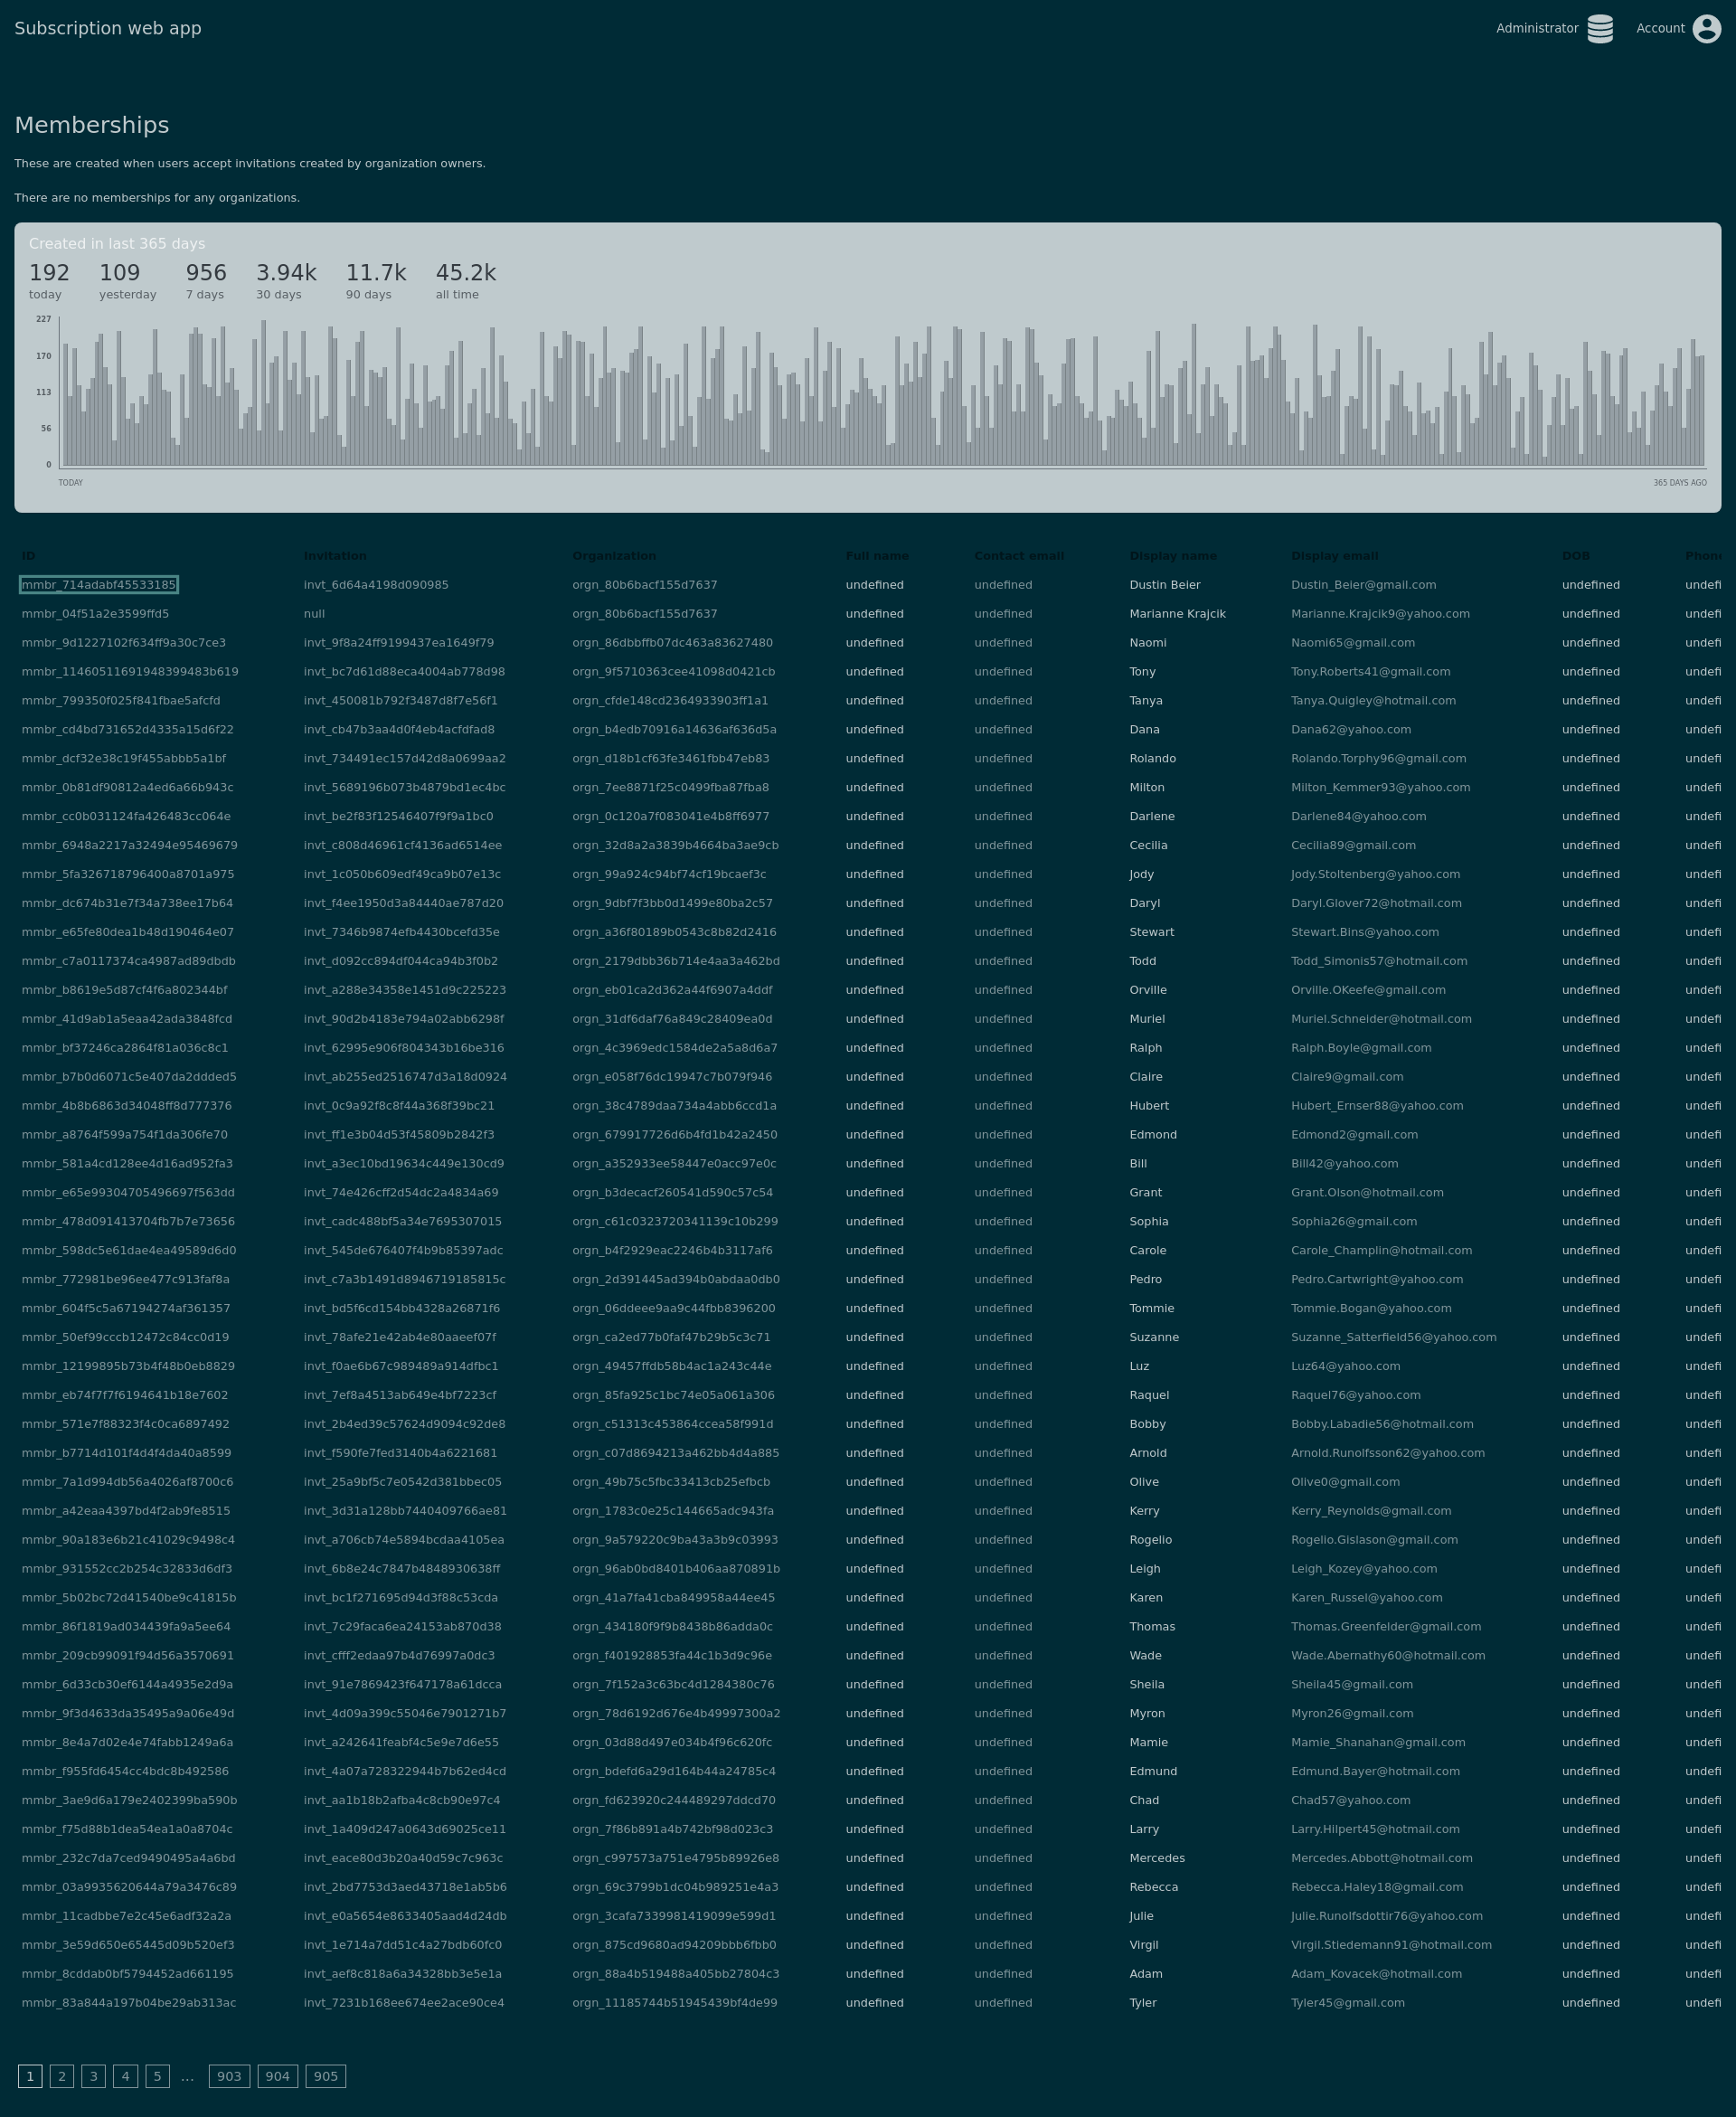 Subscription web app
Administrator Account
Memberships
These are created when users accept invitations created by organization owners.
There are no memberships for any organizations.
Created in last 365 days
192 109 956 3.94k 11.7k 45.2k
today yesterday 7 days 30 days 90 days all time
227
170
113
56
0
TODAY 365 DAYS AGO
ID Invitation Organization Full name Contact email Display name Display email DOB Phon
mmbr_714adabf45533185 invt_6d64a4198d090985 orgn_80b6bacf155d7637 undefined undefined Dustin Beier Dustin_Beier@gmail.com undefined undefi
mmbr_04f51a2e3599ffd5 null orgn_80b6bacf155d7637 undefined undefined Marianne Krajcik Marianne.Krajcik9@yahoo.com undefined undefi
mmbr_9d1227102f634ff9a30c7ce3 invt_9f8a24ff9199437ea1649f79 orgn_86dbbffb07dc463a83627480 undefined undefined Naomi Naomi65@gmail.com undefined undefi
mmbr_11460511691948399483b619 invt_bc7d61d88eca4004ab778d98 orgn_9f5710363cee41098d0421cb undefined undefined Tony Tony.Roberts41@gmail.com undefined undefi
mmbr_799350f025f841fbae5afcfd invt_450081b792f3487d8f7e56f1 orgn_cfde148cd2364933903ff1a1 undefined undefined Tanya Tanya.Quigley@hotmail.com undefined undefi
mmbr_cd4bd731652d4335a15d6f22 invt_cb47b3aa4d0f4eb4acfdfad8 orgn_b4edb70916a14636af636d5a undefined undefined Dana Dana62@yahoo.com undefined undefi
mmbr_dcf32e38c19f455abbb5a1bf invt_734491ec157d42d8a0699aa2 orgn_d18b1cf63fe3461fbb47eb83 undefined undefined Rolando Rolando.Torphy96@gmail.com undefined undefi
mmbr_0b81df90812a4ed6a66b943c invt_5689196b073b4879bd1ec4bc orgn_7ee8871f25c0499fba87fba8 undefined undefined Milton Milton_Kemmer93@yahoo.com undefined undefi
mmbr_cc0b031124fa426483cc064e invt_be2f83f12546407f9f9a1bc0 orgn_0c120a7f083041e4b8ff6977 undefined undefined Darlene Darlene84@yahoo.com undefined undefi
mmbr_6948a2217a32494e95469679 invt_c808d46961cf4136ad6514ee orgn_32d8a2a3839b4664ba3ae9cb undefined undefined Cecilia Cecilia89@gmail.com undefined undefi
mmbr_5fa326718796400a8701a975 invt_1c050b609edf49ca9b07e13c orgn_99a924c94bf74cf19bcaef3c undefined undefined Jody Jody.Stoltenberg@yahoo.com undefined undefi
mmbr_dc674b31e7f34a738ee17b64 invt_f4ee1950d3a84440ae787d20 orgn_9dbf7f3bb0d1499e80ba2c57 undefined undefined Daryl Daryl.Glover72@hotmail.com undefined undefi
mmbr_e65fe80dea1b48d190464e07 invt_7346b9874efb4430bcefd35e orgn_a36f80189b0543c8b82d2416 undefined undefined Stewart Stewart.Bins@yahoo.com undefined undefi
mmbr_c7a0117374ca4987ad89dbdb invt_d092cc894df044ca94b3f0b2 orgn_2179dbb36b714e4aa3a462bd undefined undefined Todd Todd_Simonis57@hotmail.com undefined undefi
mmbr_b8619e5d87cf4f6a802344bf invt_a288e34358e1451d9c225223 orgn_eb01ca2d362a44f6907a4ddf undefined undefined Orville Orville.OKeefe@gmail.com undefined undefi
mmbr_41d9ab1a5eaa42ada3848fcd invt_90d2b4183e794a02abb6298f orgn_31df6daf76a849c28409ea0d undefined undefined Muriel Muriel.Schneider@hotmail.com undefined undefi
mmbr_bf37246ca2864f81a036c8c1 invt_62995e906f804343b16be316 orgn_4c3969edc1584de2a5a8d6a7 undefined undefined Ralph Ralph.Boyle@gmail.com undefined undefi
mmbr_b7b0d6071c5e407da2ddded5 invt_ab255ed2516747d3a18d0924 orgn_e058f76dc19947c7b079f946 undefined undefined Claire Claire9@gmail.com undefined undefi
mmbr_4b8b6863d34048ff8d777376 invt_0c9a92f8c8f44a368f39bc21 orgn_38c4789daa734a4abb6ccd1a undefined undefined Hubert Hubert_Ernser88@yahoo.com undefined undefi
mmbr_a8764f599a754f1da306fe70 invt_ff1e3b04d53f45809b2842f3 orgn_679917726d6b4fd1b42a2450 undefined undefined Edmond Edmond2@gmail.com undefined undefi
mmbr_581a4cd128ee4d16ad952fa3 invt_a3ec10bd19634c449e130cd9 orgn_a352933ee58447e0acc97e0c undefined undefined Bill Bill42@yahoo.com undefined undefi
mmbr_e65e99304705496697f563dd invt_74e426cff2d54dc2a4834a69 orgn_b3decacf260541d590c57c54 undefined undefined Grant Grant.Olson@hotmail.com undefined undefi
mmbr_478d091413704fb7b7e73656 invt_cadc488bf5a34e7695307015 orgn_c61c0323720341139c10b299 undefined undefined Sophia Sophia26@gmail.com undefined undefi
mmbr_598dc5e61dae4ea49589d6d0 invt_545de676407f4b9b85397adc orgn_b4f2929eac2246b4b3117af6 undefined undefined Carole Carole_Champlin@hotmail.com undefined undefi
mmbr_772981be96ee477c913faf8a invt_c7a3b1491d8946719185815c orgn_2d391445ad394b0abdaa0db0 undefined undefined Pedro Pedro.Cartwright@yahoo.com undefined undefi
mmbr_604f5c5a67194274af361357 invt_bd5f6cd154bb4328a26871f6 orgn_06ddeee9aa9c44fbb8396200 undefined undefined Tommie Tommie.Bogan@yahoo.com undefined undefi
mmbr_50ef99cccb12472c84cc0d19 invt_78afe21e42ab4e80aaeef07f orgn_ca2ed77b0faf47b29b5c3c71 undefined undefined Suzanne Suzanne_Satterfield56@yahoo.com undefined undefi
mmbr_12199895b73b4f48b0eb8829 invt_f0ae6b67c989489a914dfbc1 orgn_49457ffdb58b4ac1a243c44e undefined undefined Luz Luz64@yahoo.com undefined undefi
mmbr_eb74f7f7f6194641b18e7602 invt_7ef8a4513ab649e4bf7223cf orgn_85fa925c1bc74e05a061a306 undefined undefined Raquel Raquel76@yahoo.com undefined undefi
mmbr_571e7f88323f4c0ca6897492 invt_2b4ed39c57624d9094c92de8 orgn_c51313c453864ccea58f991d undefined undefined Bobby Bobby.Labadie56@hotmail.com undefined undefi
mmbr_b7714d101f4d4f4da40a8599 invt_f590fe7fed3140b4a6221681 orgn_c07d8694213a462bb4d4a885 undefined undefined Arnold Arnold.Runolfsson62@yahoo.com undefined undefi
mmbr_7a1d994db56a4026af8700c6 invt_25a9bf5c7e0542d381bbec05 orgn_49b75c5fbc33413cb25efbcb undefined undefined Olive Olive0@gmail.com undefined undefi
mmbr_a42eaa4397bd4f2ab9fe8515 invt_3d31a128bb7440409766ae81 orgn_1783c0e25c144665adc943fa undefined undefined Kerry Kerry_Reynolds@gmail.com undefined undefi
mmbr_90a183e6b21c41029c9498c4 invt_a706cb74e5894bcdaa4105ea orgn_9a579220c9ba43a3b9c03993 undefined undefined Rogelio Rogelio.Gislason@gmail.com undefined undefi
mmbr_931552cc2b254c32833d6df3 invt_6b8e24c7847b4848930638ff orgn_96ab0bd8401b406aa870891b undefined undefined Leigh Leigh_Kozey@yahoo.com undefined undefi
mmbr_5b02bc72d41540be9c41815b invt_bc1f271695d94d3f88c53cda orgn_41a7fa41cba849958a44ee45 undefined undefined Karen Karen_Russel@yahoo.com undefined undefi
mmbr_86f1819ad034439fa9a5ee64 invt_7c29faca6ea24153ab870d38 orgn_434180f9f9b8438b86adda0c undefined undefined Thomas Thomas.Greenfelder@gmail.com undefined undefi
mmbr_209cb99091f94d56a3570691 invt_cfff2edaa97b4d76997a0dc3 orgn_f401928853fa44c1b3d9c96e undefined undefined Wade Wade.Abernathy60@hotmail.com undefined undefi
mmbr_6d33cb30ef6144a4935e2d9a invt_91e7869423f647178a61dcca orgn_7f152a3c63bc4d1284380c76 undefined undefined Sheila Sheila45@gmail.com undefined undefi
mmbr_9f3d4633da35495a9a06e49d invt_4d09a399c55046e7901271b7 orgn_78d6192d676e4b49997300a2 undefined undefined Myron Myron26@gmail.com undefined undefi
mmbr_8e4a7d02e4e74fabb1249a6a invt_a242641feabf4c5e9e7d6e55 orgn_03d88d497e034b4f96c620fc undefined undefined Mamie Mamie_Shanahan@gmail.com undefined undefi
mmbr_f955fd6454cc4bdc8b492586 invt_4a07a728322944b7b62ed4cd orgn_bdefd6a29d164b44a24785c4 undefined undefined Edmund Edmund.Bayer@hotmail.com undefined undefi
mmbr_3ae9d6a179e2402399ba590b invt_aa1b18b2afba4c8cb90e97c4 orgn_fd623920c244489297ddcd70 undefined undefined Chad Chad57@yahoo.com undefined undefi
mmbr_f75d88b1dea54ea1a0a8704c invt_1a409d247a0643d69025ce11 orgn_7f86b891a4b742bf98d023c3 undefined undefined Larry Larry.Hilpert45@hotmail.com undefined undefi
mmbr_232c7da7ced9490495a4a6bd invt_eace80d3b20a40d59c7c963c orgn_c997573a751e4795b89926e8 undefined undefined Mercedes Mercedes.Abbott@hotmail.com undefined undefi
mmbr_03a9935620644a79a3476c89 invt_2bd7753d3aed43718e1ab5b6 orgn_69c3799b1dc04b989251e4a3 undefined undefined Rebecca Rebecca.Haley18@gmail.com undefined undefi
mmbr_11cadbbe7e2c45e6adf32a2a invt_e0a5654e8633405aad4d24db orgn_3cafa7339981419099e599d1 undefined undefined Julie Julie.Runolfsdottir76@yahoo.com undefined undefi
mmbr_3e59d650e65445d09b520ef3 invt_1e714a7dd51c4a27bdb60fc0 orgn_875cd9680ad94209bbb6fbb0 undefined undefined Virgil Virgil.Stiedemann91@hotmail.com undefined undefi
mmbr_8cddab0bf5794452ad661195 invt_aef8c818a6a34328bb3e5e1a orgn_88a4b519488a405bb27804c3 undefined undefined Adam Adam_Kovacek@hotmail.com undefined undefi
mmbr_83a844a197b04be29ab313ac invt_7231b168ee674ee2ace90ce4 orgn_11185744b51945439bf4de99 undefined undefined Tyler Tyler45@gmail.com undefined undefi
1 2 3 4 5 ... 903 904 905